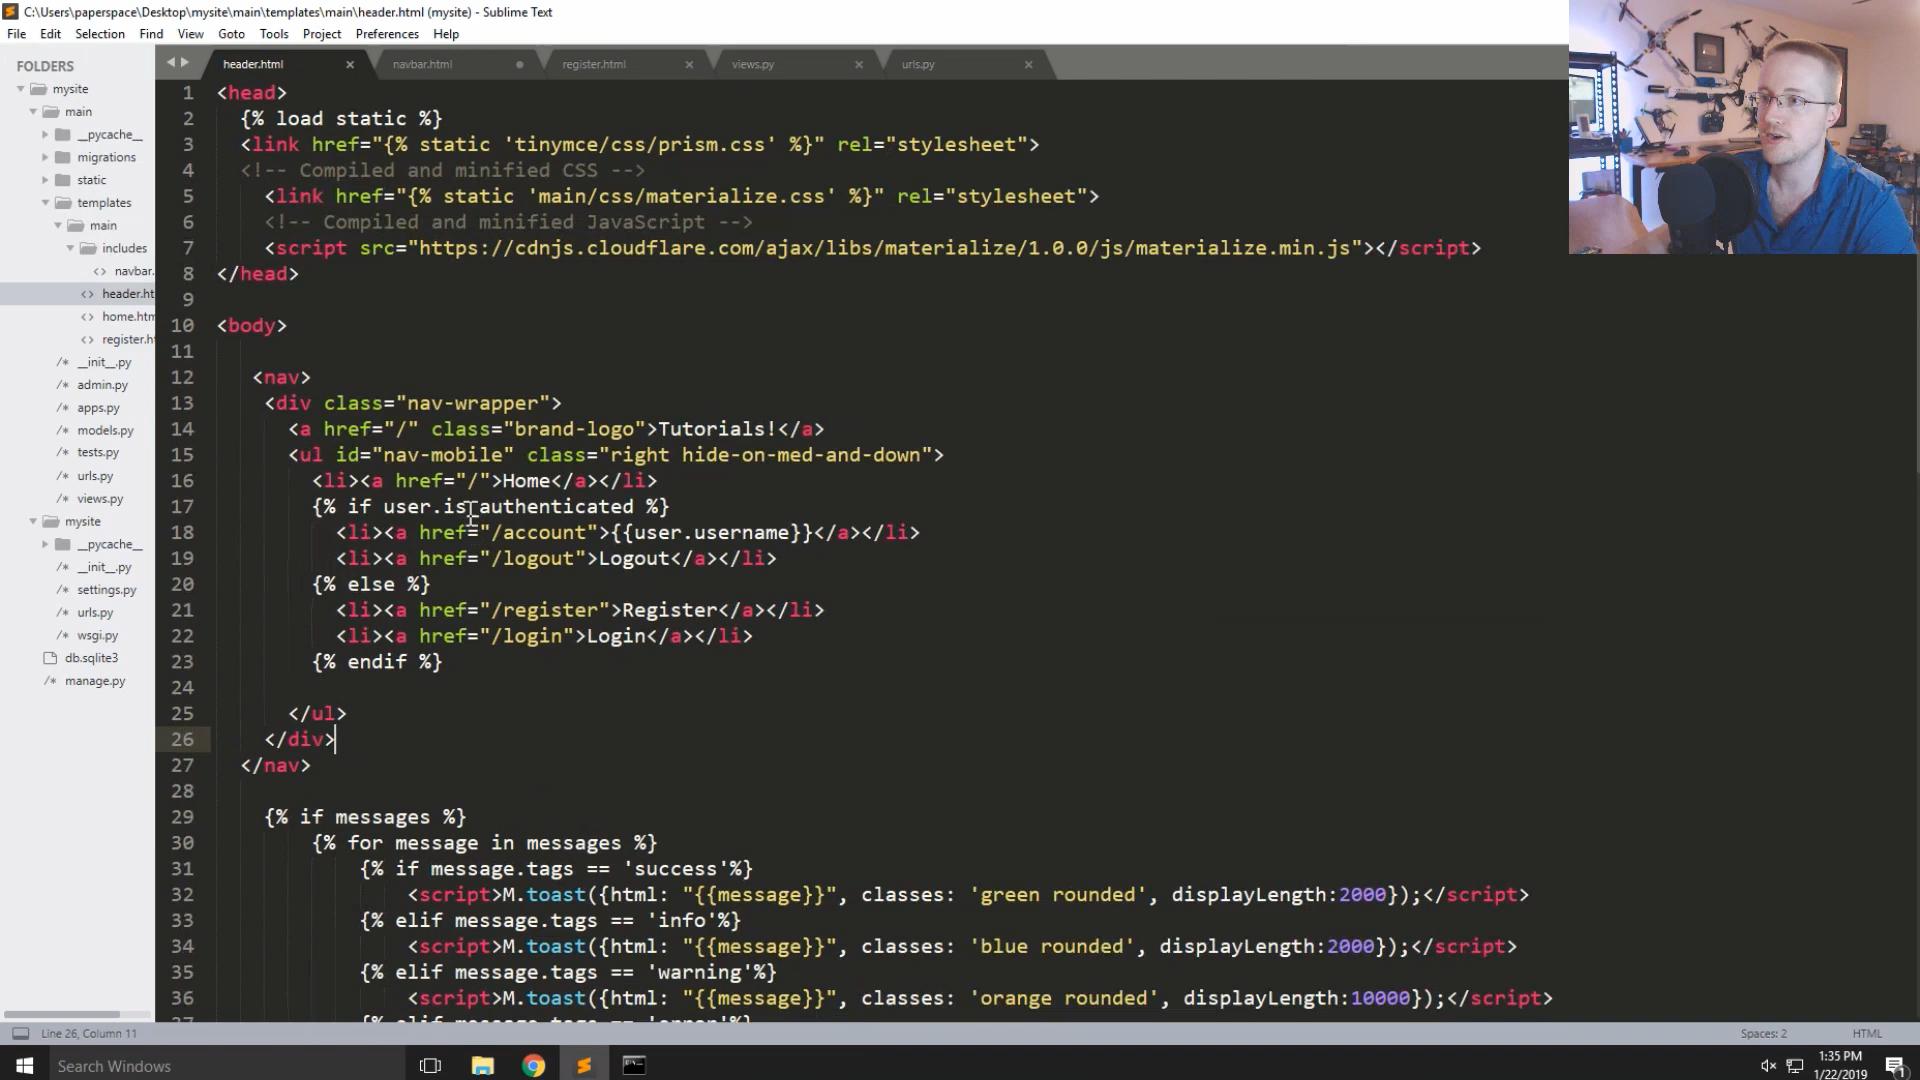 C:\Users\paperspace\Desktop\mysite\main\templates\main\header.html (mysite) - Sublime Text
File Edit Selection Find View Goto Tools Project Preferences Help
FOLDERS
mysite
main
__pycache__
migrations
static
templates
main
includes
navbar.
header.ht
home.htm
register.h
__init__.py
admin.py
apps.py
models.py
tests.py
urls.py
views.py
mysite
__pycache__
__init__.py
settings.py
urls.py
wsgi.py
db.sqlite3
manage.py
header.html navbar.html register.html views.py urls.py
1 <head>
2 {% load static %}
3 <link href="{% static 'tinymce/css/prism.css' %}" rel="stylesheet">
4 <!-- Compiled and minified CSS -->
5 <link href="{% static 'main/css/materialize.css' %}" rel="stylesheet">
6 <!-- Compiled and minified JavaScript -->
7 <script src="https://cdnjs.cloudflare.com/ajax/libs/materialize/1.0.0/js/materialize.min.js"></script>
8 </head>
9
10 <body>
11
12 <nav>
13 <div class="nav-wrapper">
14 <a href="/" class="brand-logo">Tutorials!</a>
15 <ul id="nav-mobile" class="right hide-on-med-and-down">
16 <li><a href="/">Home</a></li>
17 {% if user.is_authenticated %}
18 <li><a href="/account">{{user.username}}</a></li>
19 <li><a href="/logout">Logout</a></li>
20 {% else %}
21 <li><a href="/register">Register</a></li>
22 <li><a href="/login">Login</a></li>
23 {% endif %}
24
25 </ul>
26 </div>
27 </nav>
28
29 {% if messages %}
30 {% for message in messages %}
31 {% if message.tags == 'success'%}
32 <script>M.toast({html: "{{message}}", classes: 'green rounded', displayLength:2000});</script>
33 {% elif message.tags == 'info'%}
34 <script>M.toast({html: "{{message}}", classes: 'blue rounded', displayLength:2000});</script>
35 {% elif message.tags == 'warning'%}
36 <script>M.toast({html: "{{message}}", classes: 'orange rounded', displayLength:10000});</script>
37 {% elif message.tags == 'error'%}
Line 26, Column 11
Spaces: 2
HTML
Search Windows
1:35 PM
1/22/2019
1